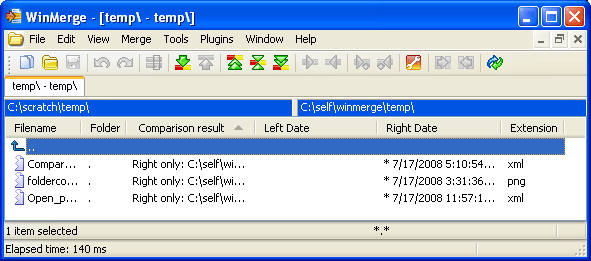 WinMerge - [temp\ - temp\]
File Edit View Merge Tools Plugins Window Help
temp\ - temp\
C:\scratch\temp\ C:\self\winmerge\temp\
Filename Folder Comparison result Left Date Right Date Extension
..
Compar... . Right only: C:\self\wi... * 7/17/2008 5:10:54... xml
folderco... . Right only: C:\self\wi... * 7/17/2008 3:31:36... png
Open_p... . Right only: C:\self\wi... * 7/17/2008 11:57:1... xml
1 item selected *.*
Elapsed time: 140 ms